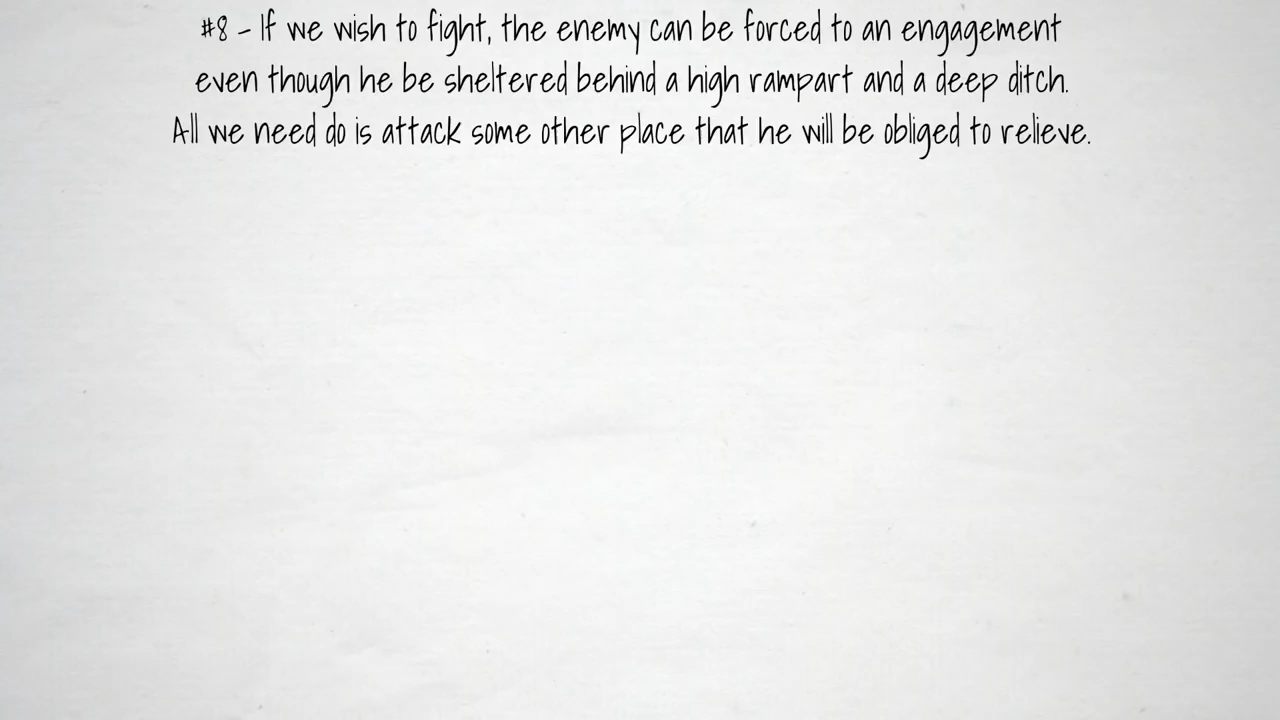 #8 - If we wish to fight, the enemy can be forced to an engagement
even though he be sheltered behind a high rampart and a deep ditch.
All we need do is attack some other place that he will be obliged to relieve.